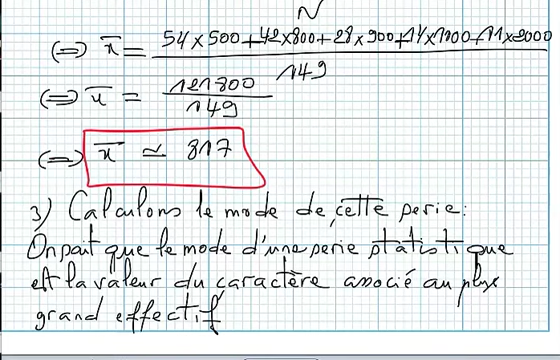 N
(⇔) x̄ = 54×500+42×800+28×900+14×1000+11×2000
149
(⇔) x̄ = 121800
149
(⇔) x̄ ≃ 817
3) Calculons le mode de cette serie:
On sait que le mode d'une serie statistique
est la valeur du caractère associé au plus
grand effectif